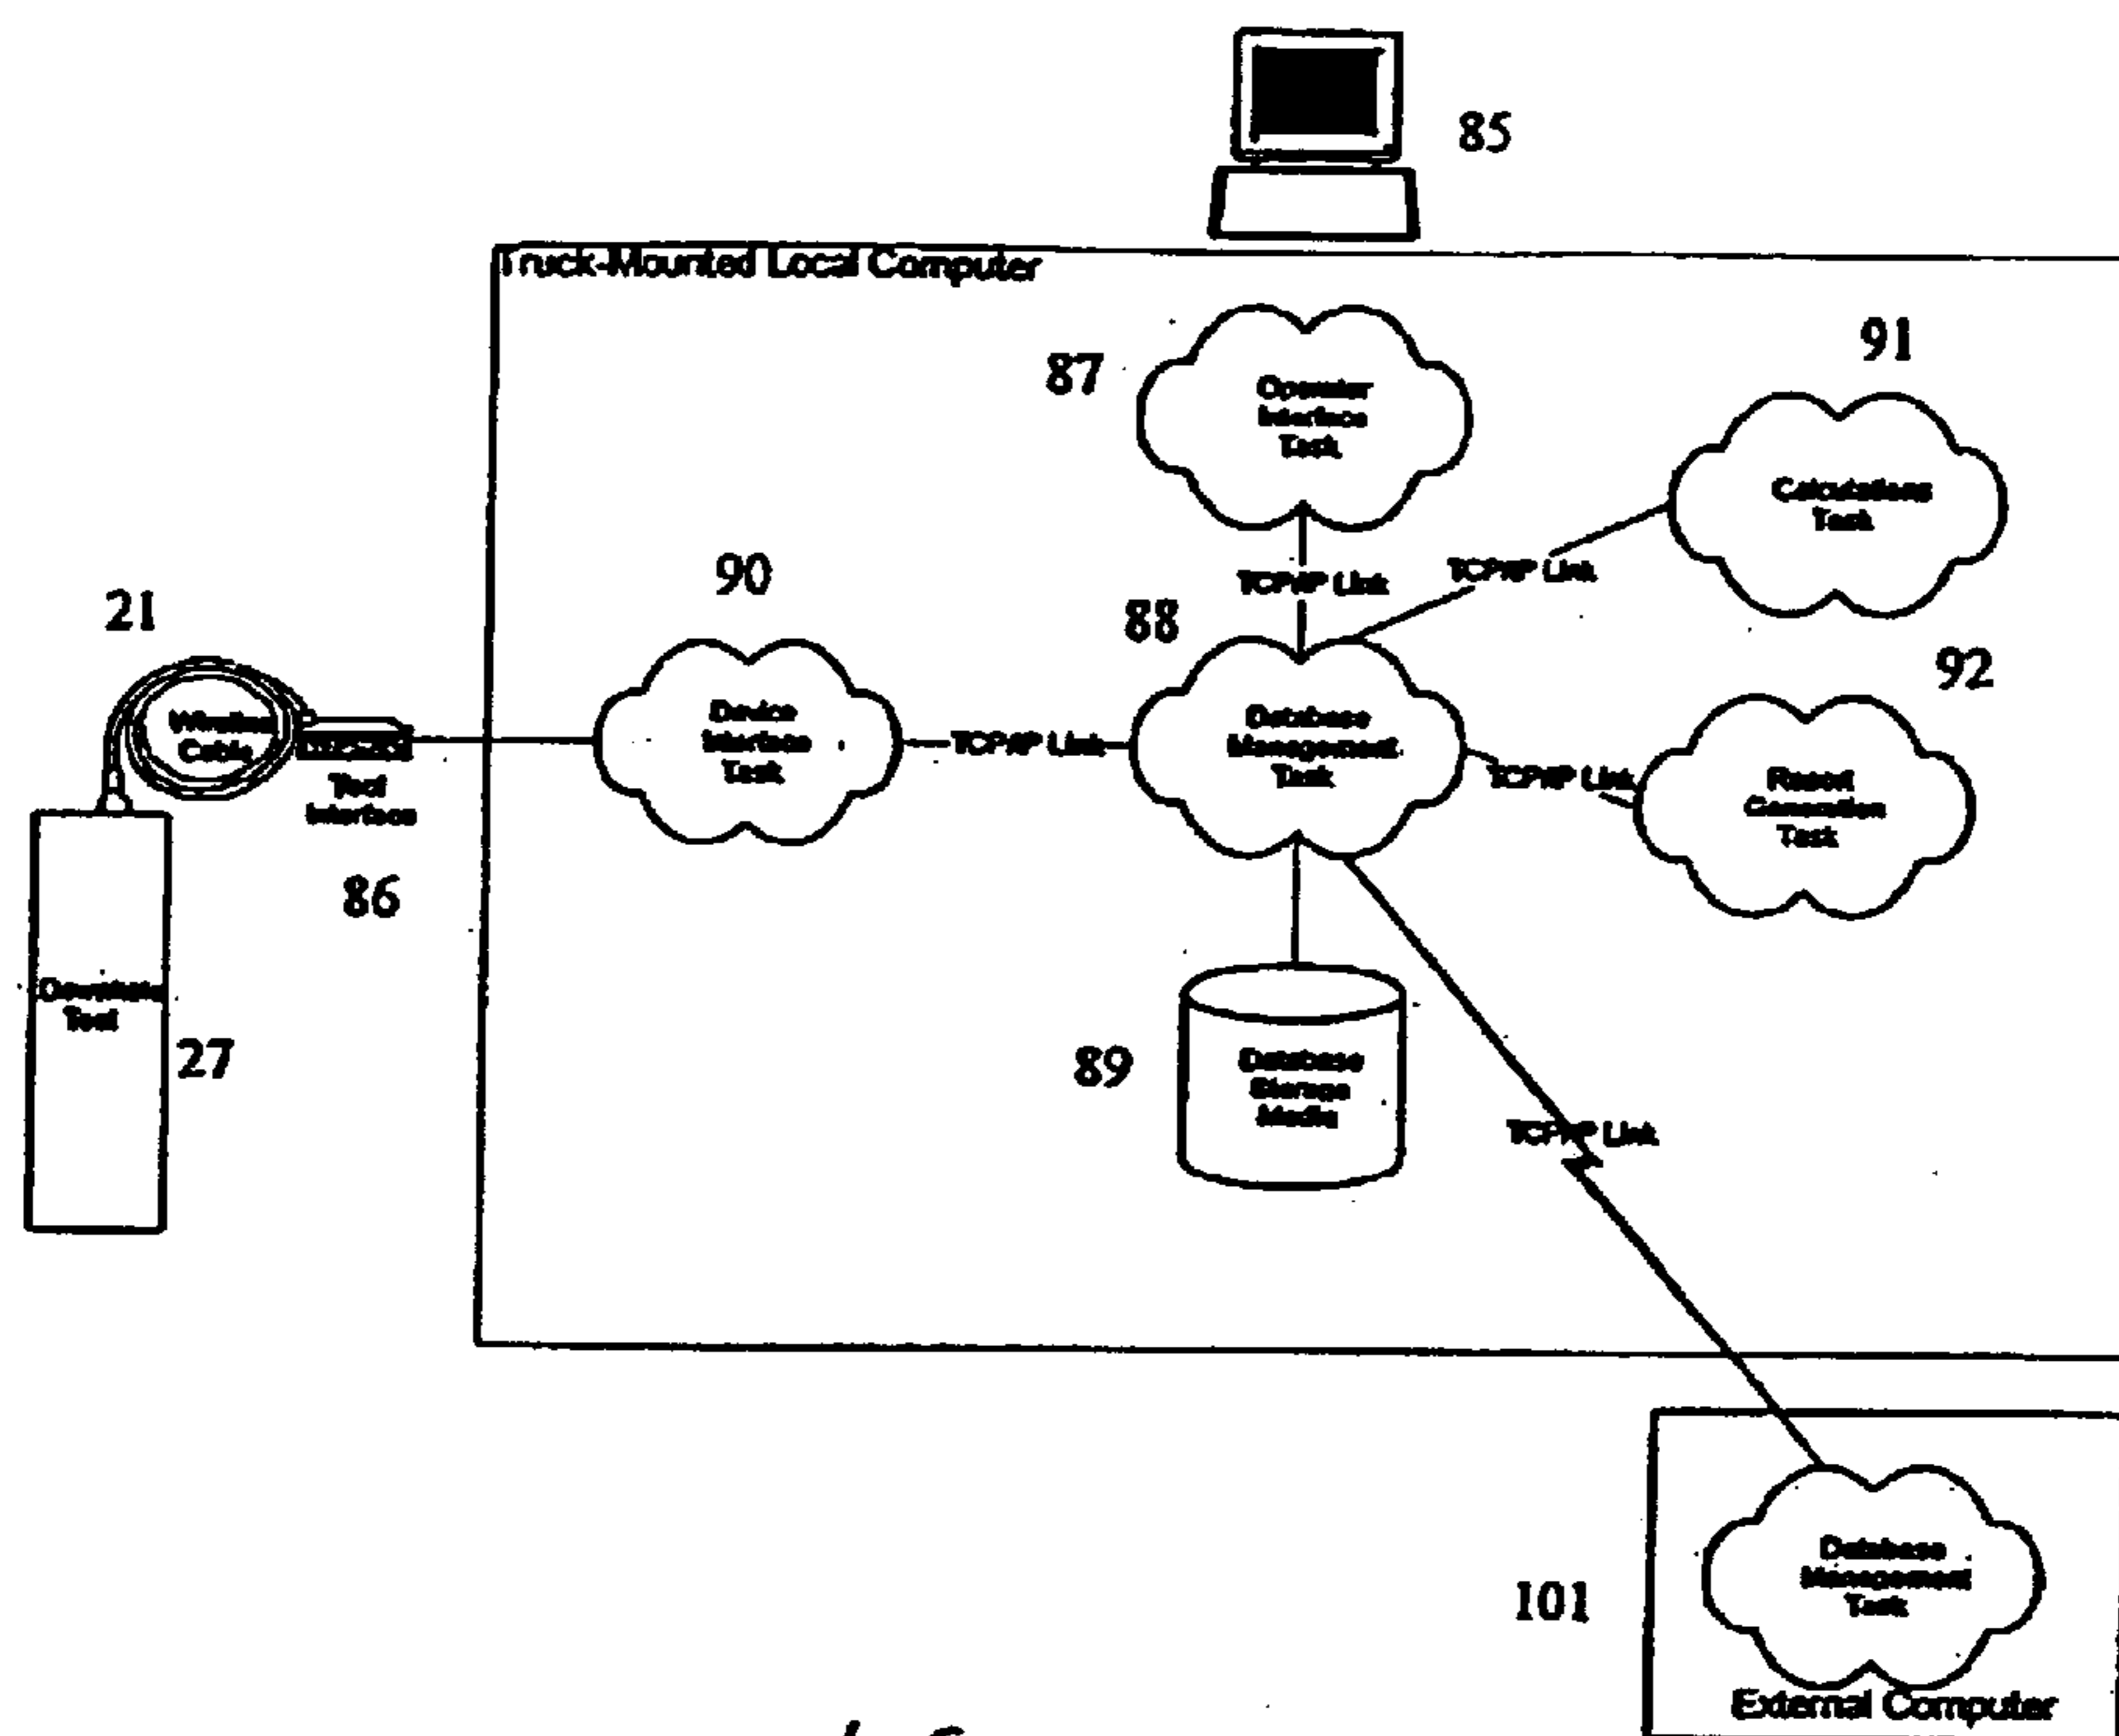 85
Truck-Mounted Local Computer
87
Operator
Interface
Task
91
Calculations
Task
90
21
88
TCP/IP Link
TCP/IP Link
92
Wireline
Cable
Device
Interface
Task
TCP/IP Link
Database
Management
Task
TCP/IP Link
Report
Generation
Task
Tool
Interface
86
Downhole
Tool
27
89
Database
Storage
Media
TCP/IP Link
101
Database
Management
Task
External Computer